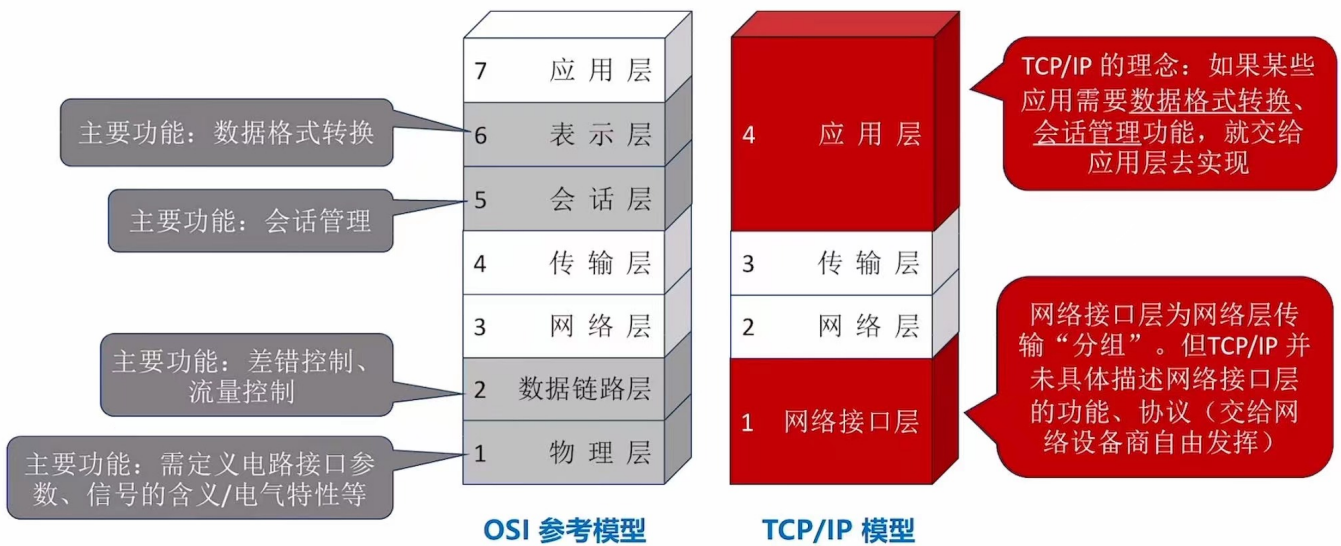 主要功能：数据格式转换
主要功能：会话管理
主要功能：差错控制、
流量控制
主要功能：需定义电路接口参
数、信号的含义/电气特性等
7 应用层
6 表示层
5 会话层
4 传输层
3 网络层
2 数据链路层
1 物理层
OSI 参考模型
4 应用层
3 传输层
2 网络层
1 网络接口层
TCP/IP 模型
TCP/IP 的理念：如果某些
应用需要数据格式转换、
会话管理功能，就交给
应用层去实现
网络接口层为网络层传
输“分组”。但TCP/IP 并
未具体描述网络接口层
的功能、协议（交给网
络设备商自由发挥）